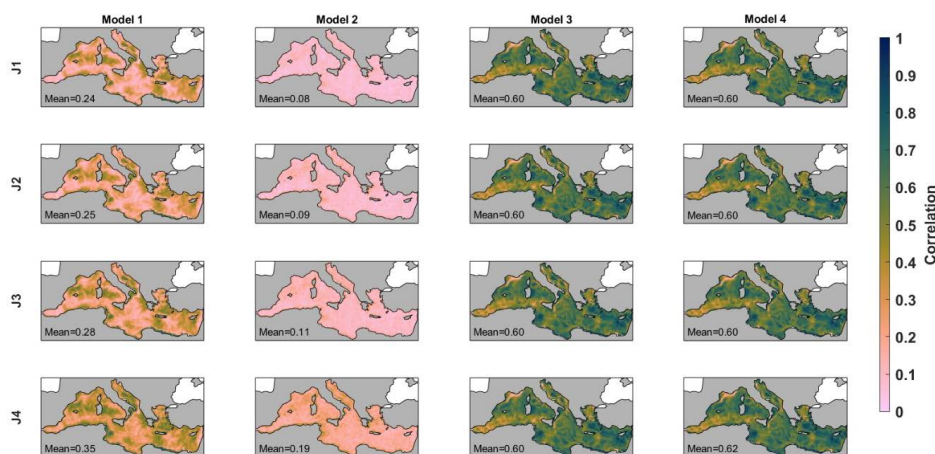 Model 1 Model 2 Model 3 Model 4
J1
Mean=0.24 Mean=0.08 Mean=0.60 Mean=0.60
J2
Mean=0.25 Mean=0.09 Mean=0.60 Mean=0.60
J3
Mean=0.28 Mean=0.11 Mean=0.60 Mean=0.60
J4
Mean=0.35 Mean=0.19 Mean=0.60 Mean=0.62
1
0.9
0.8
0.7
0.6
0.5
0.4
0.3
0.2
0.1
0
Correlation